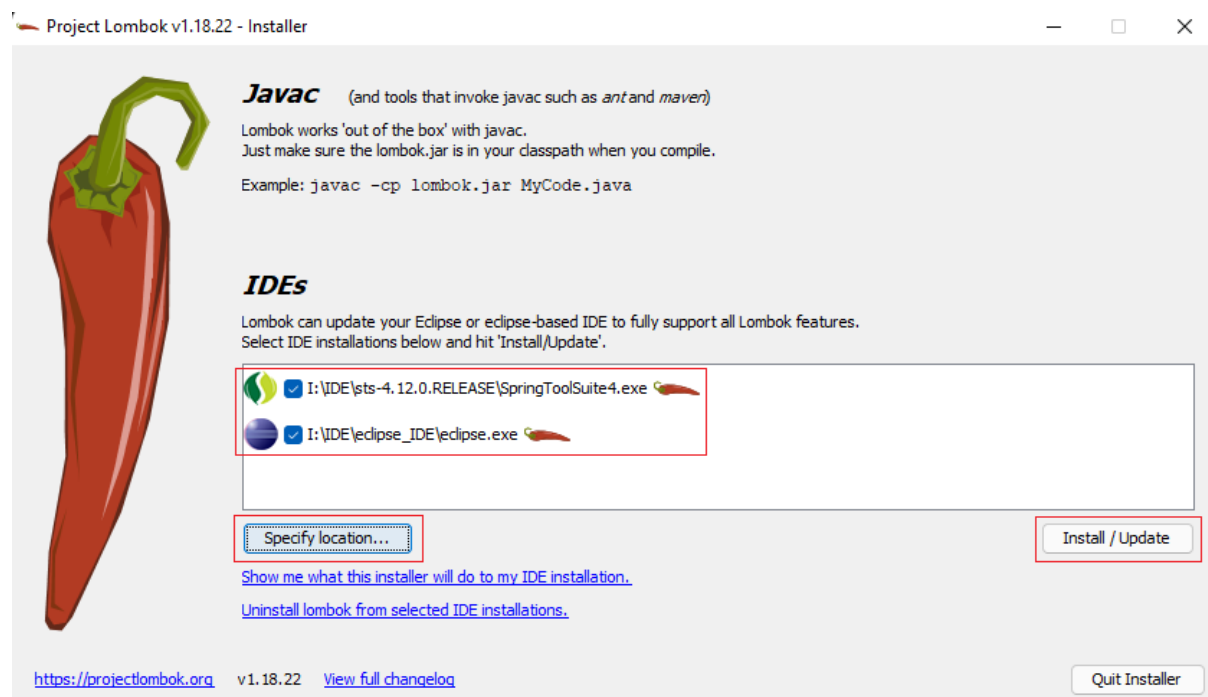 Project Lombok v1.18.22 - Installer
Javac (and tools that invoke javac such as ant and maven)
Lombok works 'out of the box' with javac.
Just make sure the lombok.jar is in your classpath when you compile.
Example: javac -cp lombok.jar MyCode.java
IDEs
Lombok can update your Eclipse or eclipse-based IDE to fully support all Lombok features.
Select IDE installations below and hit 'Install/Update'.
I:\IDE\sts-4.12.0.RELEASE\SpringToolSuite4.exe
I:\IDE\eclipse_IDE\eclipse.exe
Specify location... Install / Update
Show me what this installer will do to my IDE installation.
Uninstall lombok from selected IDE installations.
https://projectlombok.org v1.18.22 View full changelog Quit Installer